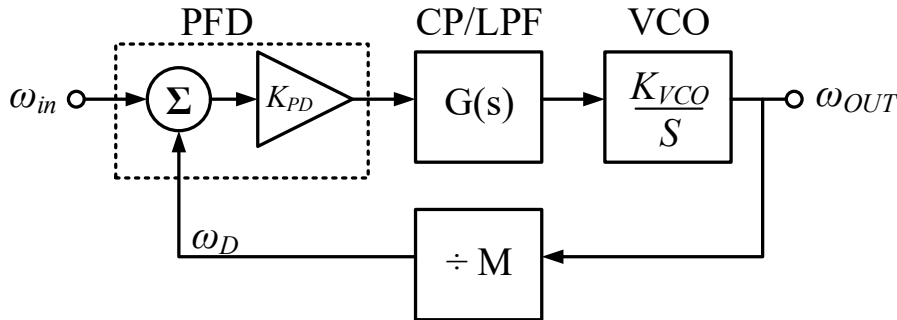 PFD CP/LPF VCO
ω_in Σ K_PD G(s) K_VCO/S ω_OUT
ω_D ÷ M